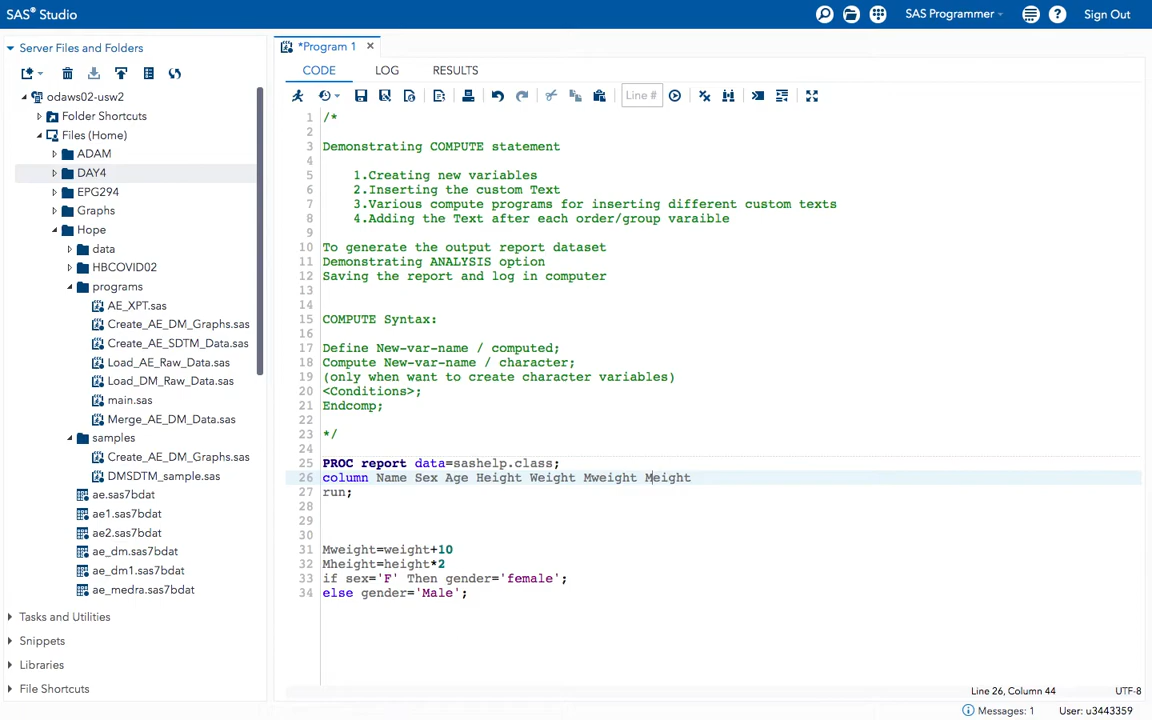 SAS® Studio
SAS Programmer
Sign Out
Server Files and Folders
odaws02-usw2
Folder Shortcuts
Files (Home)
ADAM
DAY4
EPG294
Graphs
Hope
data
HBCOVID02
programs
AE_XPT.sas
Create_AE_DM_Graphs.sas
Create_AE_SDTM_Data.sas
Load_AE_Raw_Data.sas
Load_DM_Raw_Data.sas
main.sas
Merge_AE_DM_Data.sas
samples
Create_AE_DM_Graphs.sas
DMSDTM_sample.sas
ae.sas7bdat
ae1.sas7bdat
ae2.sas7bdat
ae_dm.sas7bdat
ae_dm1.sas7bdat
ae_medra.sas7bdat
Tasks and Utilities
Snippets
Libraries
File Shortcuts
*Program 1
CODE LOG RESULTS
Line #
1 /*
2
3 Demonstrating COMPUTE statement
4
5 1.Creating new variables
6 2.Inserting the custom Text
7 3.Various compute programs for inserting different custom texts
8 4.Adding the Text after each order/group varaible
9
10 To generate the output report dataset
11 Demonstrating ANALYSIS option
12 Saving the report and log in computer
13
14
15 COMPUTE Syntax:
16
17 Define New-var-name / computed;
18 Compute New-var-name / character;
19 (only when want to create character variables)
20 <Conditions>;
21 Endcomp;
22
23 */
24
25 PROC report data=sashelp.class;
26 column Name Sex Age Height Weight Mweight Meight
27 run;
28
29
30
31 Mweight=weight+10
32 Mheight=height*2
33 if sex='F' Then gender='female';
34 else gender='Male';
Line 26, Column 44
UTF-8
Messages: 1
User: u3443359